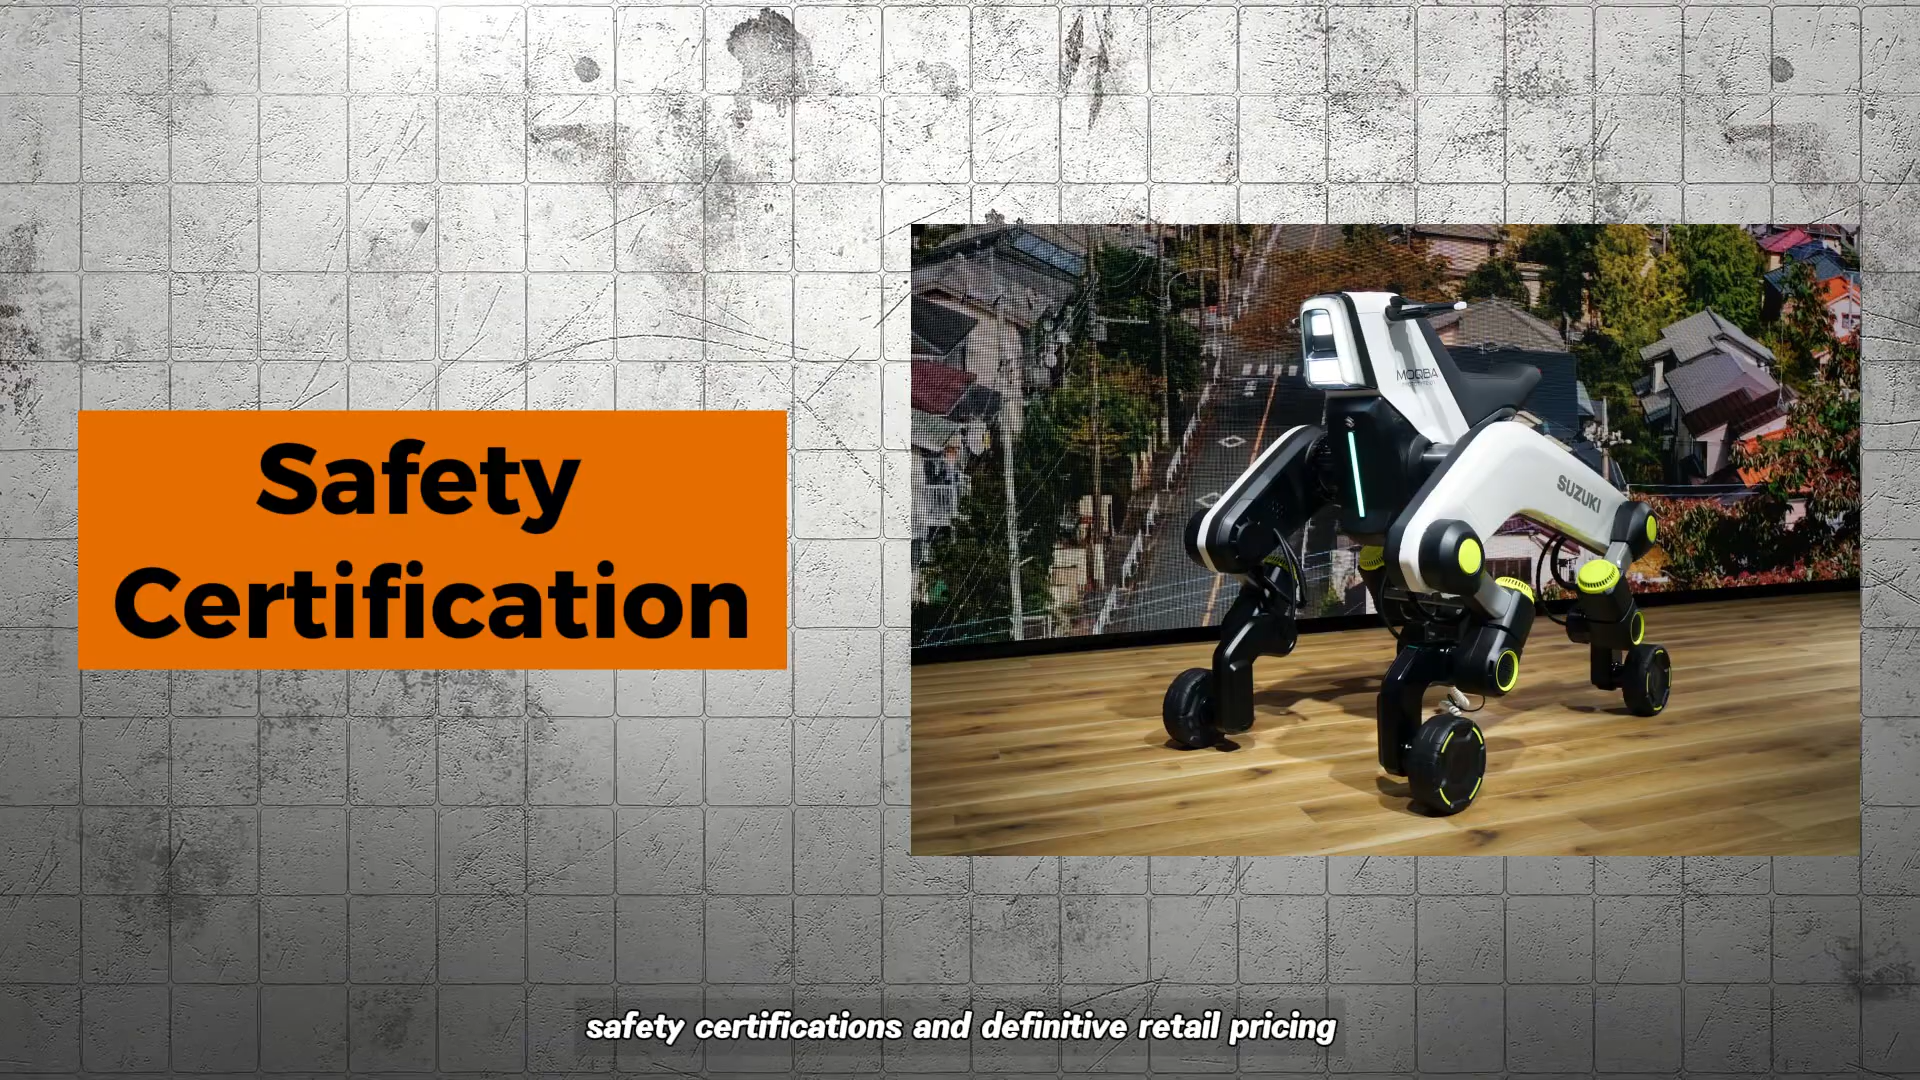 Safety
Certification
MOQBA
SUZUKI
safety certifications and definitive retail pricing